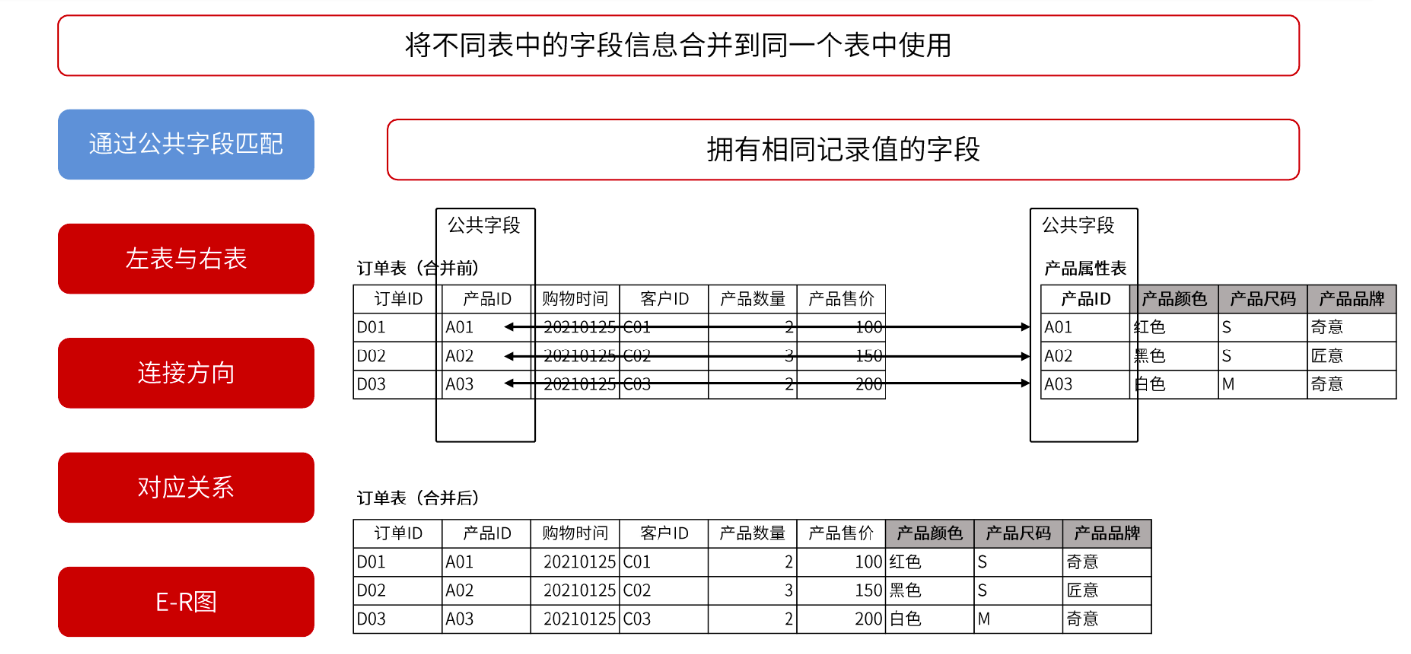 将不同表中的字段信息合并到同一个表中使用
通过公共字段匹配
拥有相同记录值的字段
左表与右表
连接方向
对应关系
E-R图
公共字段
公共字段
订单表（合并前）
产品属性表
订单ID 产品ID 购物时间 客户ID 产品数量 产品售价
D01 A01 20210125 C01 2 100
D02 A02 20210125 C02 3 150
D03 A03 20210125 C03 2 200
产品ID 产品颜色 产品尺码 产品品牌
A01 红色 S 奇意
A02 黑色 S 匠意
A03 白色 M 奇意
订单表（合并后）
订单ID 产品ID 购物时间 客户ID 产品数量 产品售价 产品颜色 产品尺码 产品品牌
D01 A01 20210125 C01 2 100 红色 S 奇意
D02 A02 20210125 C02 3 150 黑色 S 匠意
D03 A03 20210125 C03 2 200 白色 M 奇意